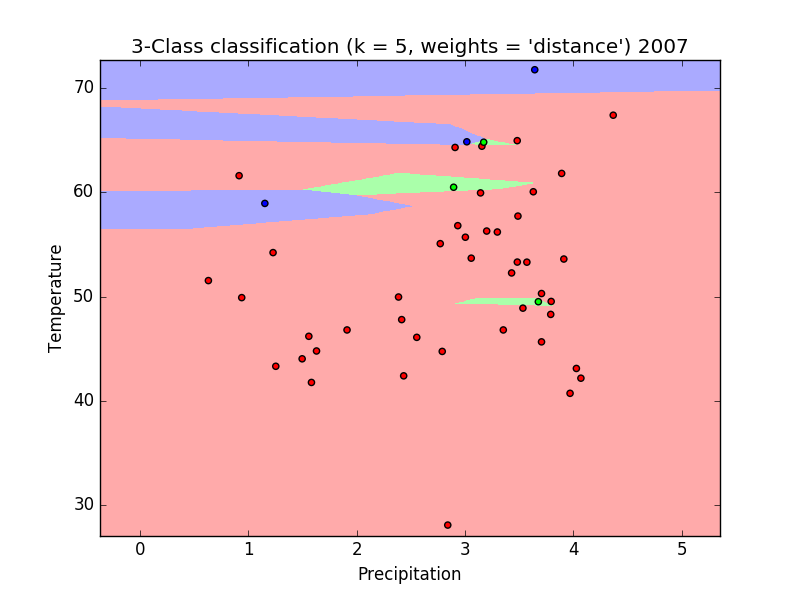 3-Class classification (k = 5, weights = 'distance') 2007
70
60
50
40
30
Temperature
0 1 2 3 4 5
Precipitation